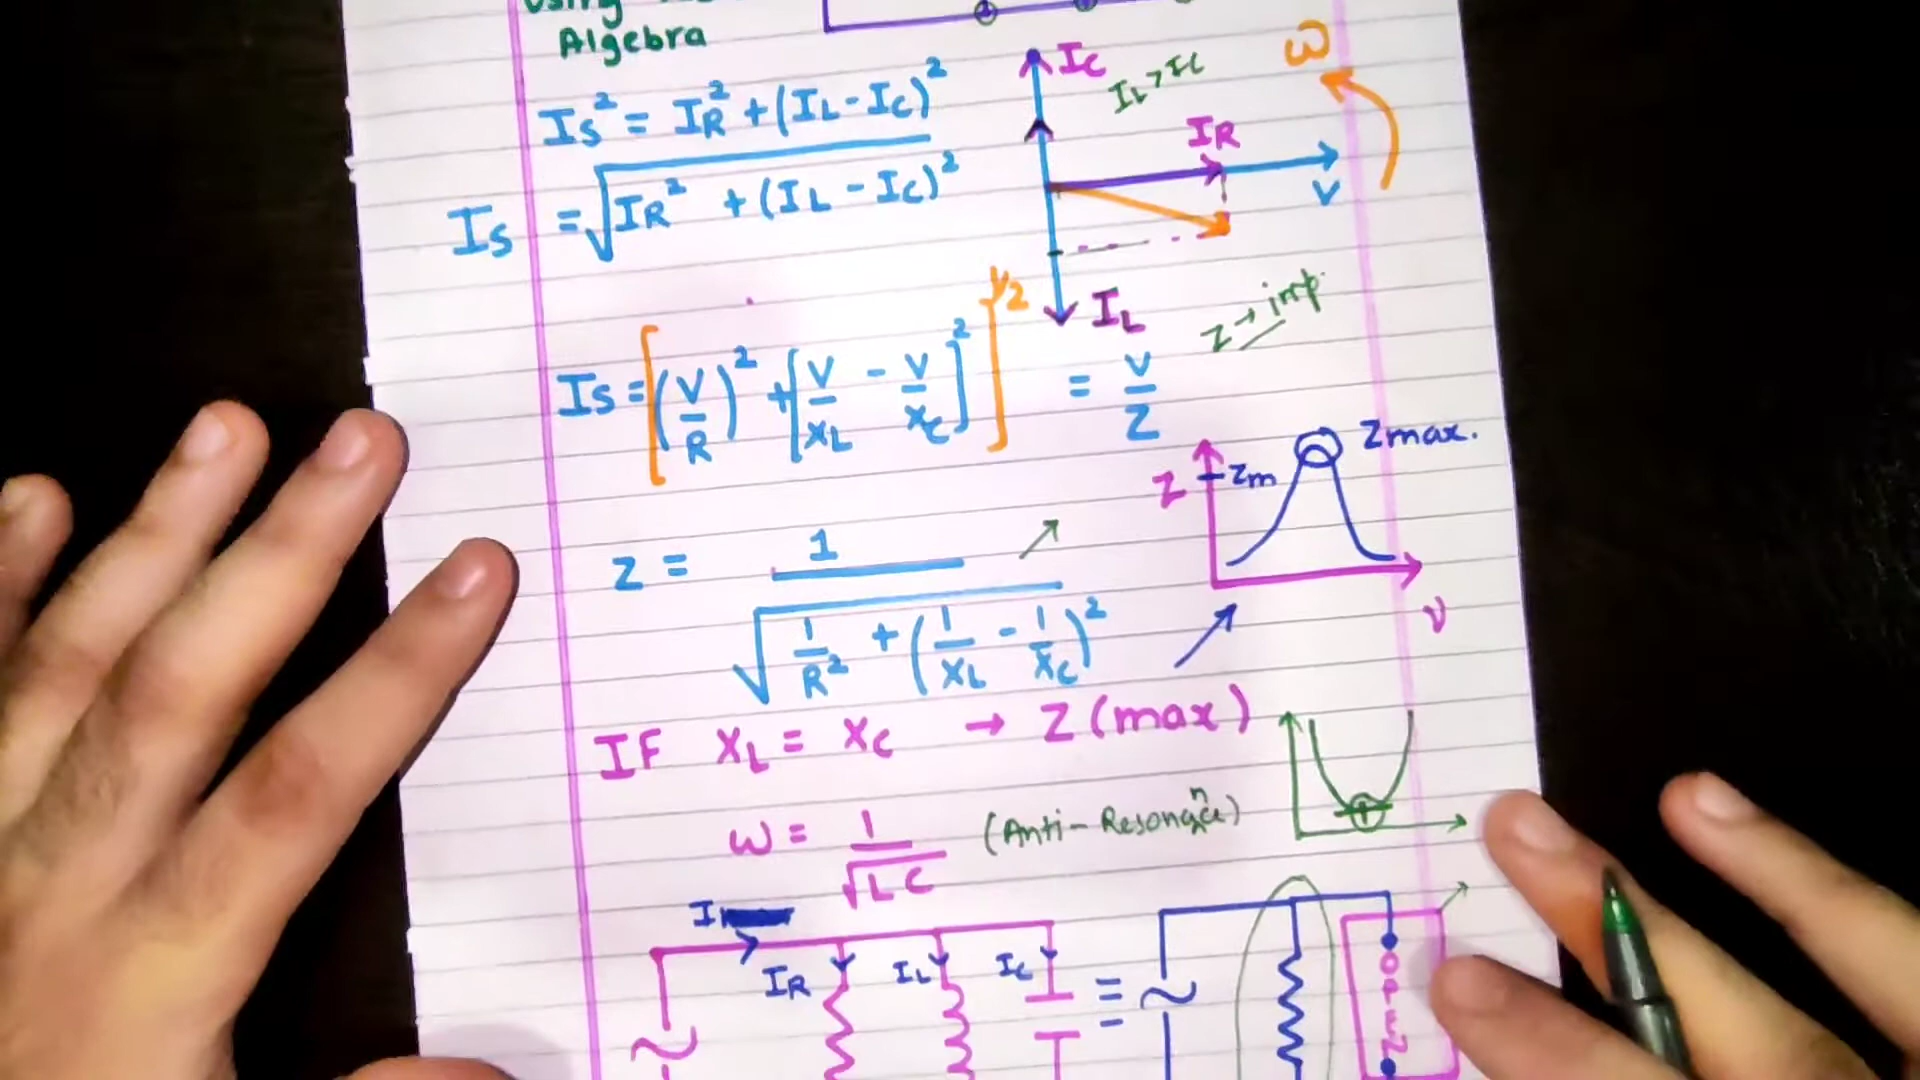 Using
Algebra
Is² = IR² + (IL - IC)²
Is = √IR² + (IL - IC)²
IC
IL > IC
ω
IR
V
IL
Z → imp.
Is = [(V/R)² + [V/XL - V/XC]²]^1/2 = V/Z
Z
Zm
Zmax.
ν
Z = 1/√(1/R² + (1/XL - 1/XC)²)
IF XL = XC → Z (max)
ω = 1/√LC (Anti-Resonance)
I
IR
IL
IC
=
open